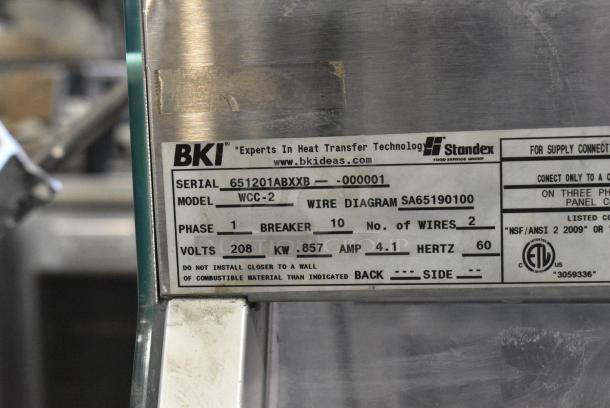 BKI® "Experts In Heat Transfer Technolog Standex
www.bkideas.com FOOD SERVICE GROUP
SERIAL 651201ABXXB — -000001
MODEL WCC-2 WIRE DIAGRAM SA65190100
PHASE 1 BREAKER 10 No. of WIRES 2
VOLTS 208 KW .857 AMP 4.1 HERTZ 60
DO NOT INSTALL CLOSER TO A WALL
OF COMBUSTIBLE MATERIAL THAN INDICATED BACK --- SIDE --
FOR SUPPLY CONNECT
CONECT ONLY TO A C
ON THREE PH
PANEL C
LISTED CO
"NSF/ANSI 2 2009" OR
C ETL US
"3059336"